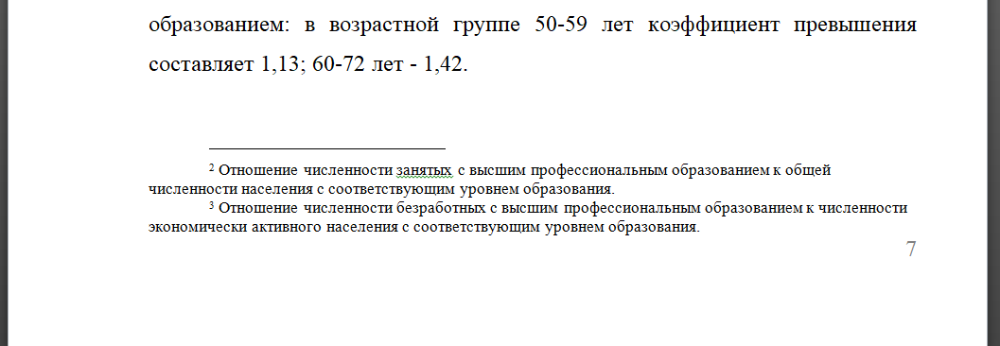 образованием: в возрастной группе 50-59 лет коэффициент превышения
составляет 1,13; 60-72 лет - 1,42.
2 Отношение численности занятых с высшим профессиональным образованием к общей
численности населения с соответствующим уровнем образования.
3 Отношение численности безработных с высшим профессиональным образованием к численности
экономически активного населения с соответствующим уровнем образования.
7